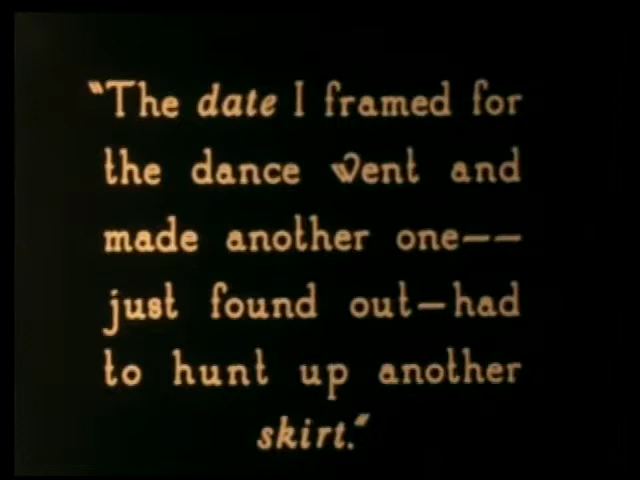 "The date I framed for
the dance went and
made another one--
just found out-had
to hunt up another
skirt."